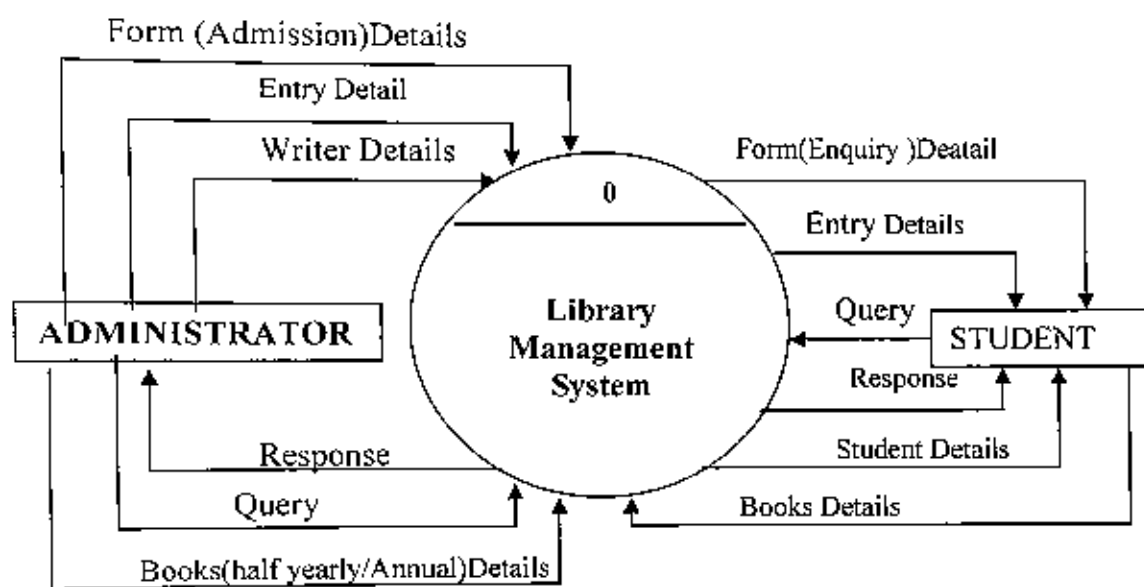 Form (Admission)Details
Entry Detail
Writer Details
Form(Enquiry )Deatail
0
Entry Details
ADMINISTRATOR
Library
Management
System
Query
STUDENT
Response
Response
Student Details
Query
Books Details
Books(half yearly/Annual)Details